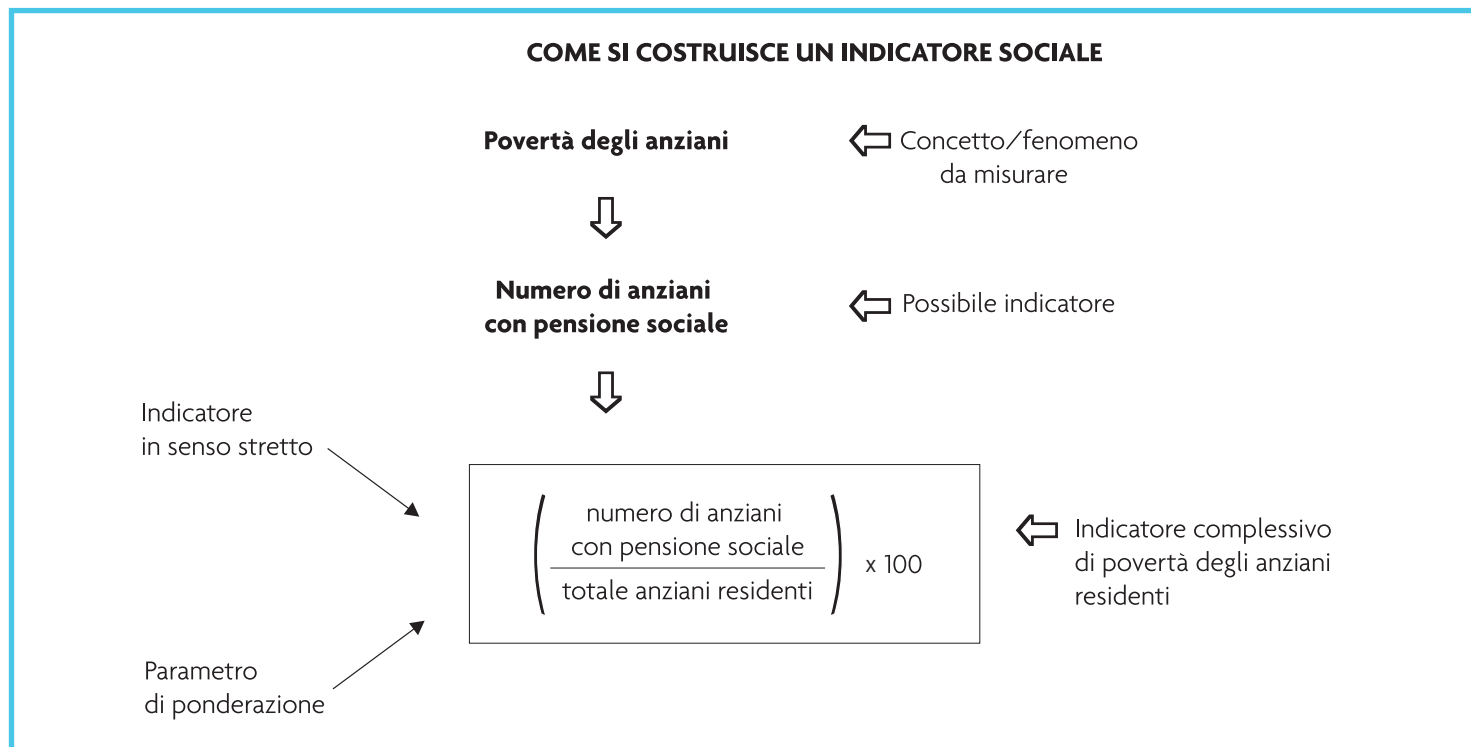 COME SI COSTRUISCE UN INDICATORE SOCIALE
Povertà degli anziani
Concetto/fenomeno
da misurare
Numero di anziani
con pensione sociale
Possibile indicatore
Indicatore
in senso stretto
numero di anziani
con pensione sociale
totale anziani residenti
x 100
Indicatore complessivo
di povertà degli anziani
residenti
Parametro
di ponderazione